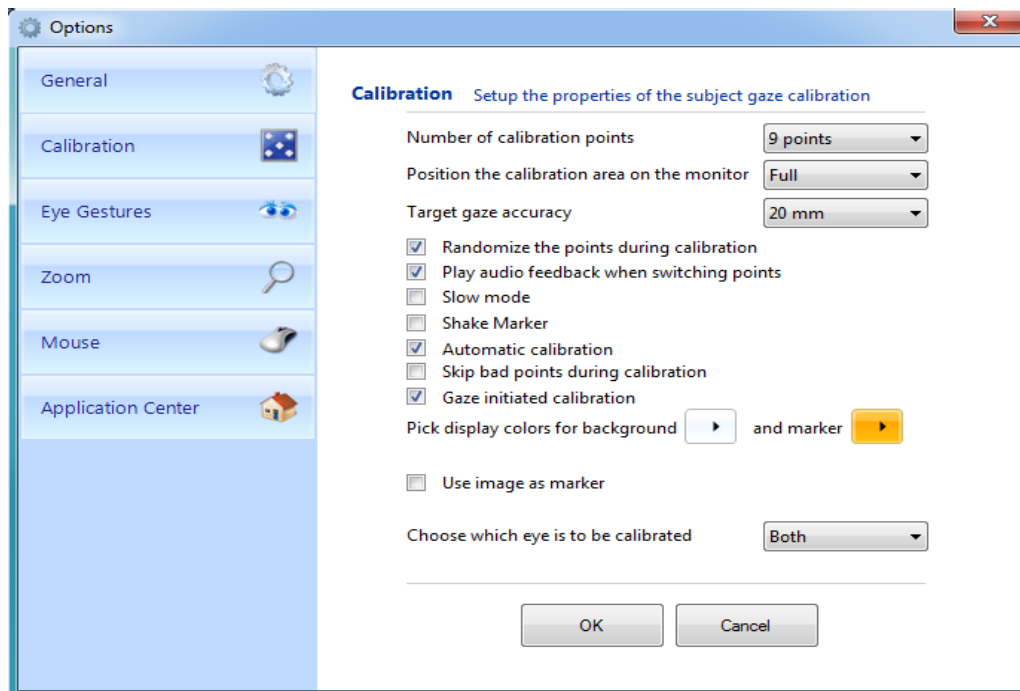 Options
General
Calibration
Eye Gestures
Zoom
Mouse
Application Center
Calibration Setup the properties of the subject gaze calibration
Number of calibration points 9 points
Position the calibration area on the monitor Full
Target gaze accuracy 20 mm
Randomize the points during calibration
Play audio feedback when switching points
Slow mode
Shake Marker
Automatic calibration
Skip bad points during calibration
Gaze initiated calibration
Pick display colors for background and marker
Use image as marker
Choose which eye is to be calibrated Both
OK Cancel